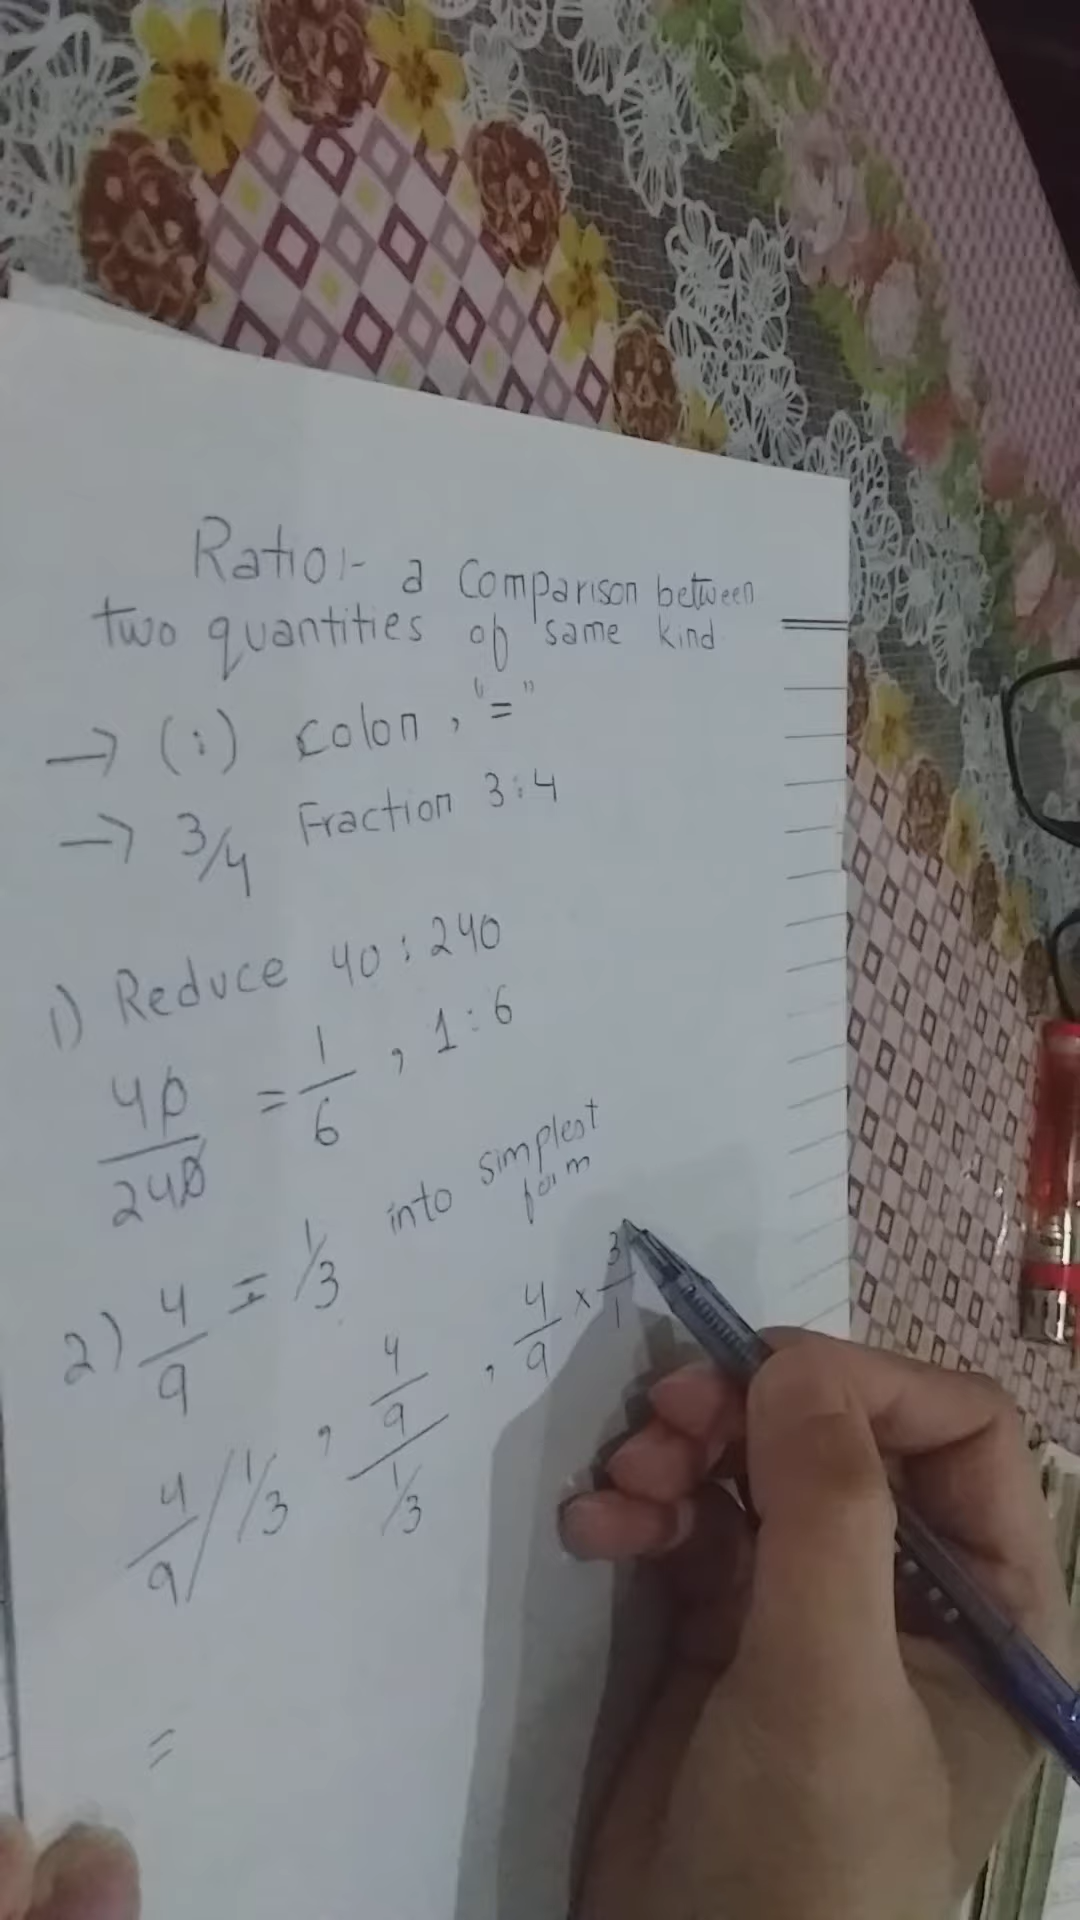 Ratio:- a comparison between
two quantities of same kind
→ (:) colon, "="
→ 3/4 Fraction 3:4
1) Reduce 40 : 240
40/240 = 1/6 , 1:6
2) 4/9 = 1/3 into simplest form
4/9 / 1/3 , 4/9 / 1/3 , 4/9 × 3/1
=